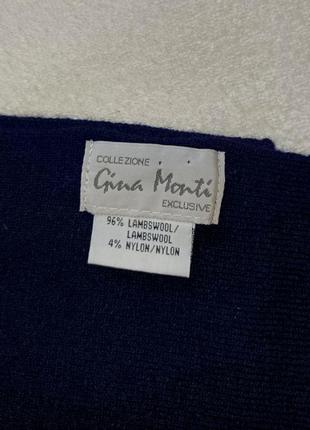 COLLEZIONE
Gina Monti
EXCLUSIVE
96% LAMBSWOOL/
LAMBSWOOL
4% NYLON/NYLON